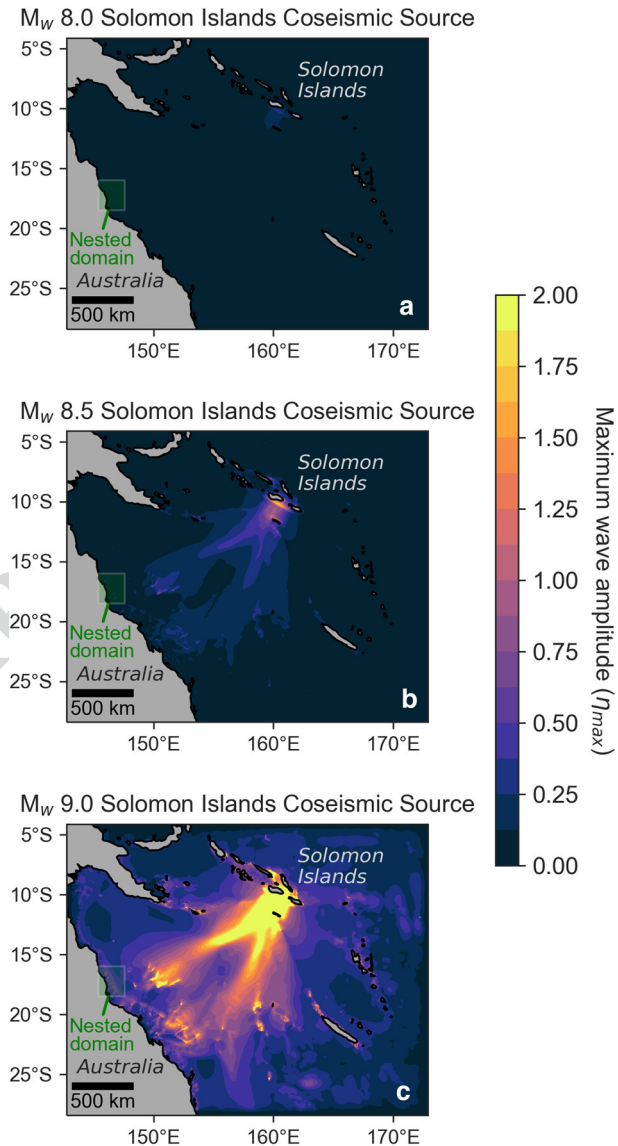 M_W 8.0 Solomon Islands Coseismic Source
5°S
Solomon
Islands
10°S
15°S
20°S
Nested
domain
Australia
25°S
500 km
a
150°E 160°E 170°E
M_W 8.5 Solomon Islands Coseismic Source
5°S
Solomon
Islands
10°S
15°S
20°S
Nested
domain
Australia
25°S
500 km
b
150°E 160°E 170°E
M_W 9.0 Solomon Islands Coseismic Source
5°S
Solomon
Islands
10°S
15°S
20°S
Nested
domain
Australia
25°S
500 km
c
150°E 160°E 170°E
2.00
1.75
1.50
1.25
1.00
0.75
0.50
0.25
0.00
Maximum wave amplitude (η_max)